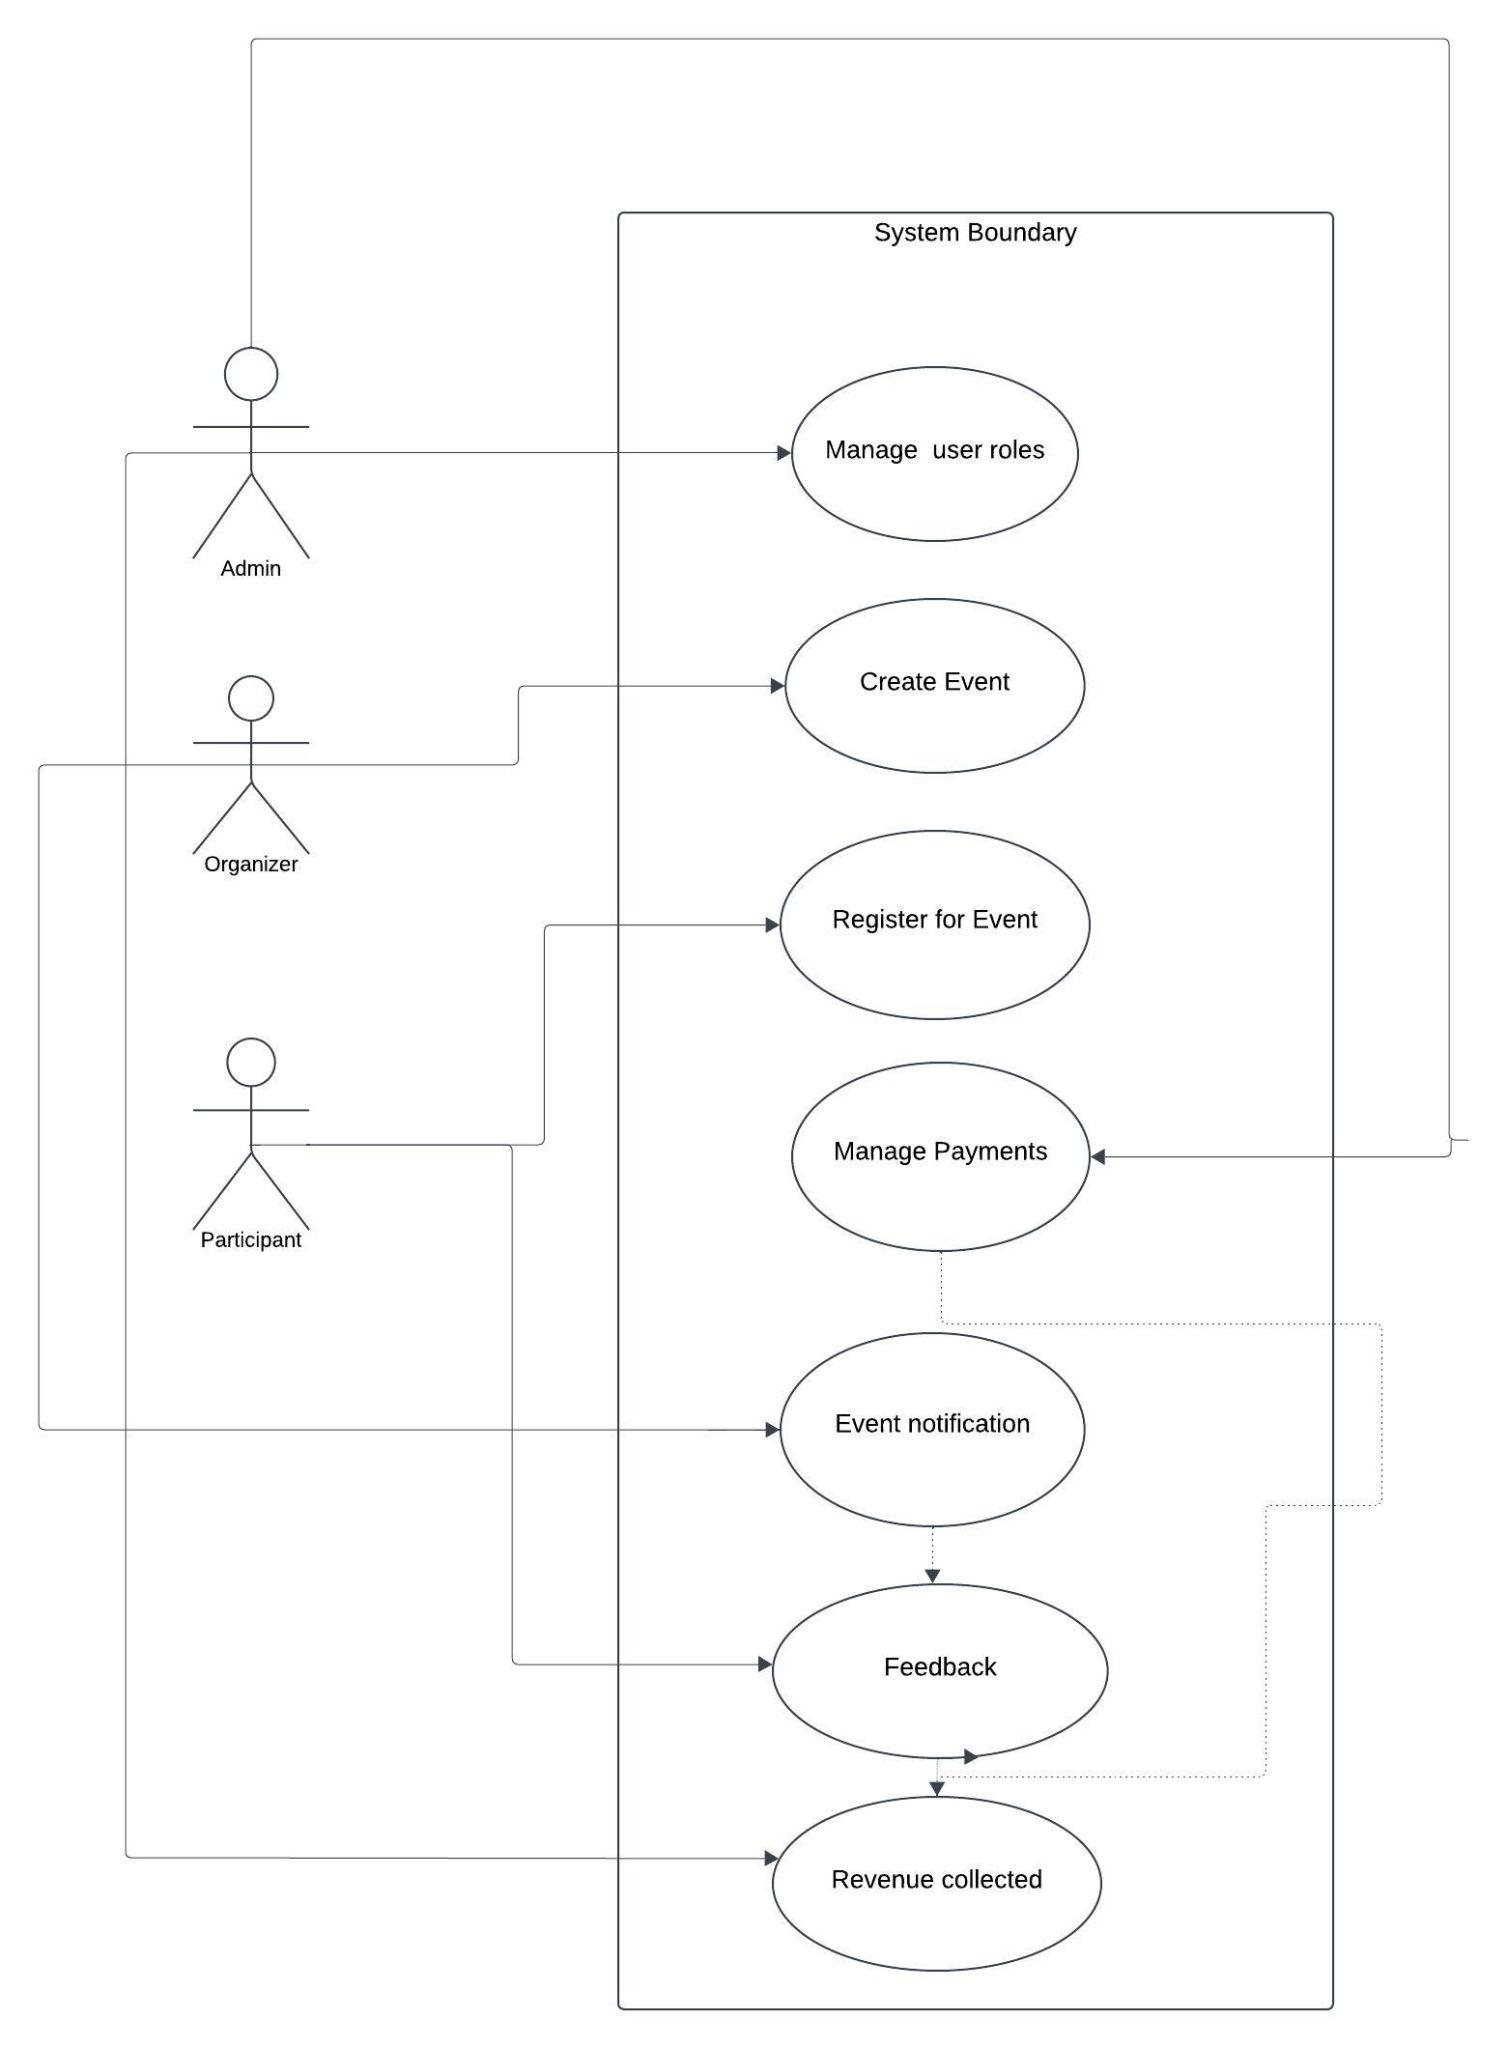 System Boundary
Manage  user roles
Admin
Create Event
Organizer
Register for Event
Manage Payments
Participant
Event notification
Feedback
Revenue collected